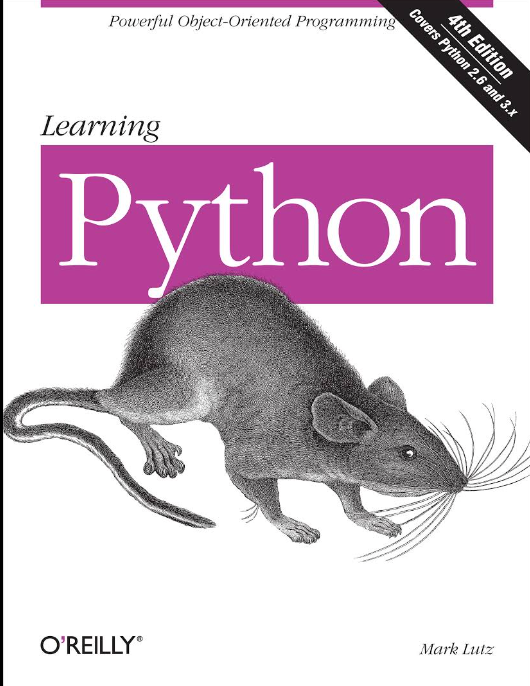 Powerful Object-Oriented Programming
4th Edition
Covers Python 2.6 and 3.x
Learning
Python
O'REILLY®
Mark Lutz